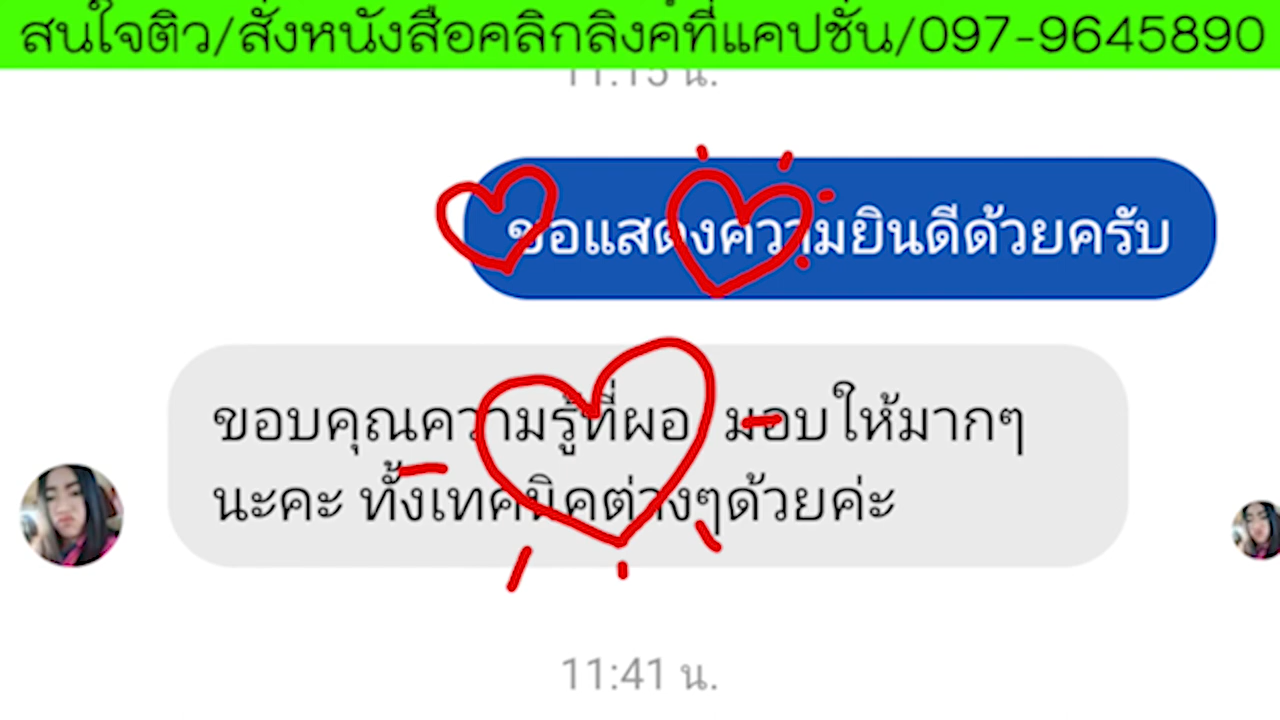 สนใจติว/สั่งหนังสือคลิกลิงค์ที่แคปชั่น/097-9645890
11:15 น.
ขอแสดงความยินดีด้วยครับ
ขอบคุณความรู้ที่ผอ. มอบให้มากๆ
นะคะ ทั้งเทคนิคต่างๆด้วยค่ะ
11:41 น.